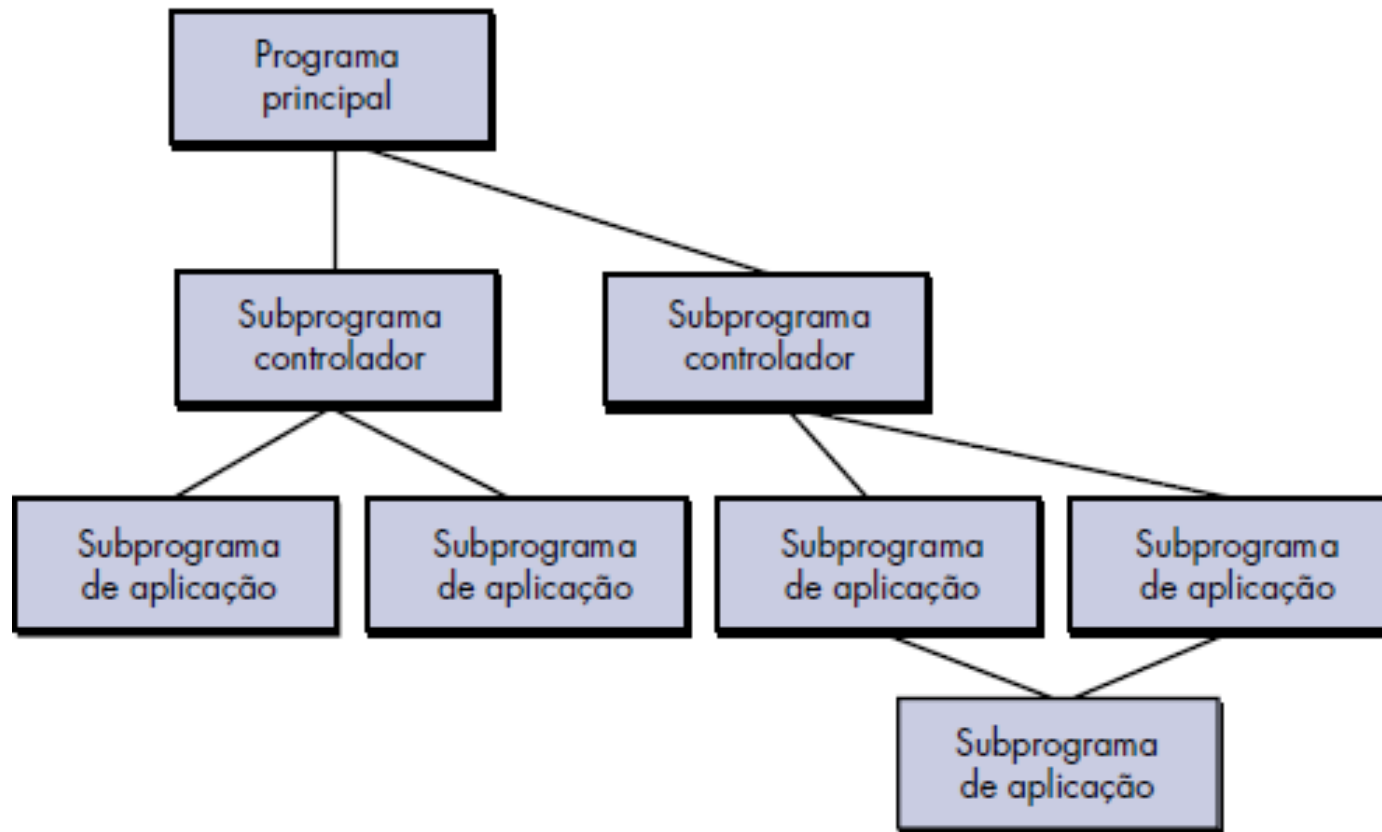 Programa
principal
Subprograma
controlador
Subprograma
controlador
Subprograma
de aplicação
Subprograma
de aplicação
Subprograma
de aplicação
Subprograma
de aplicação
Subprograma
de aplicação